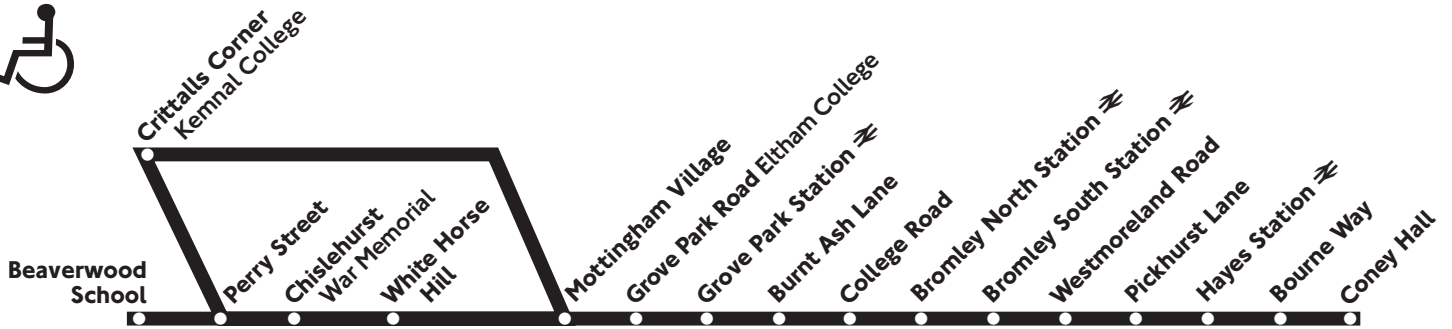 Crittalls Corner
Kemnal College
Beaverwood
School
Perry Street
Chislehurst
War Memorial
White Horse
Hill
Mottingham Village
Grove Park Road Eltham College
Grove Park Station
Burnt Ash Lane
College Road
Bromley North Station
Bromley South Station
Westmoreland Road
Pickhurst Lane
Hayes Station
Bourne Way
Coney Hall